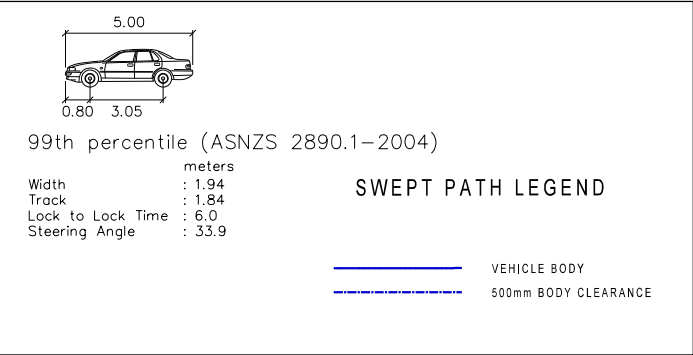 5.00
0.80 3.05
99th percentile (ASNZS 2890.1-2004)
meters
Width : 1.94
Track : 1.84
Lock to Lock Time : 6.0
Steering Angle : 33.9
SWEPT PATH LEGEND
VEHICLE BODY
500mm BODY CLEARANCE